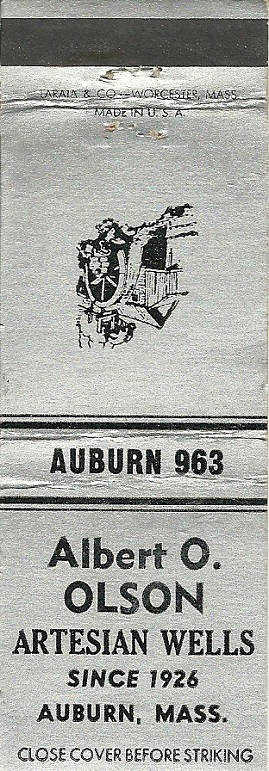 & CO. - WORCESTER, MASS.
MADE IN U. S. A.
AUBURN 963
Albert O.
OLSON
ARTESIAN WELLS
SINCE 1926
AUBURN, MASS.
CLOSE COVER BEFORE STRIKING